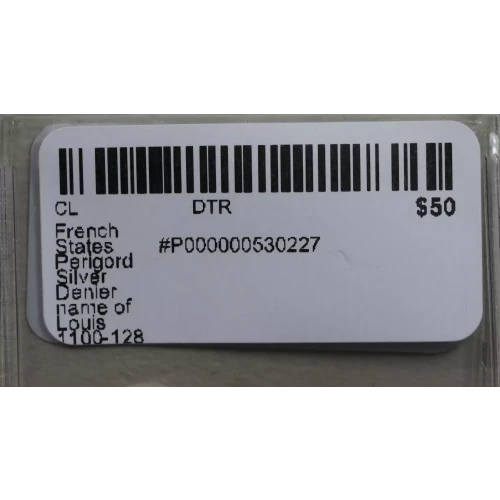 CL DTR $50
French
States #P000000530227
Perigord
Silver
Denier
name of
Louis
1100-128